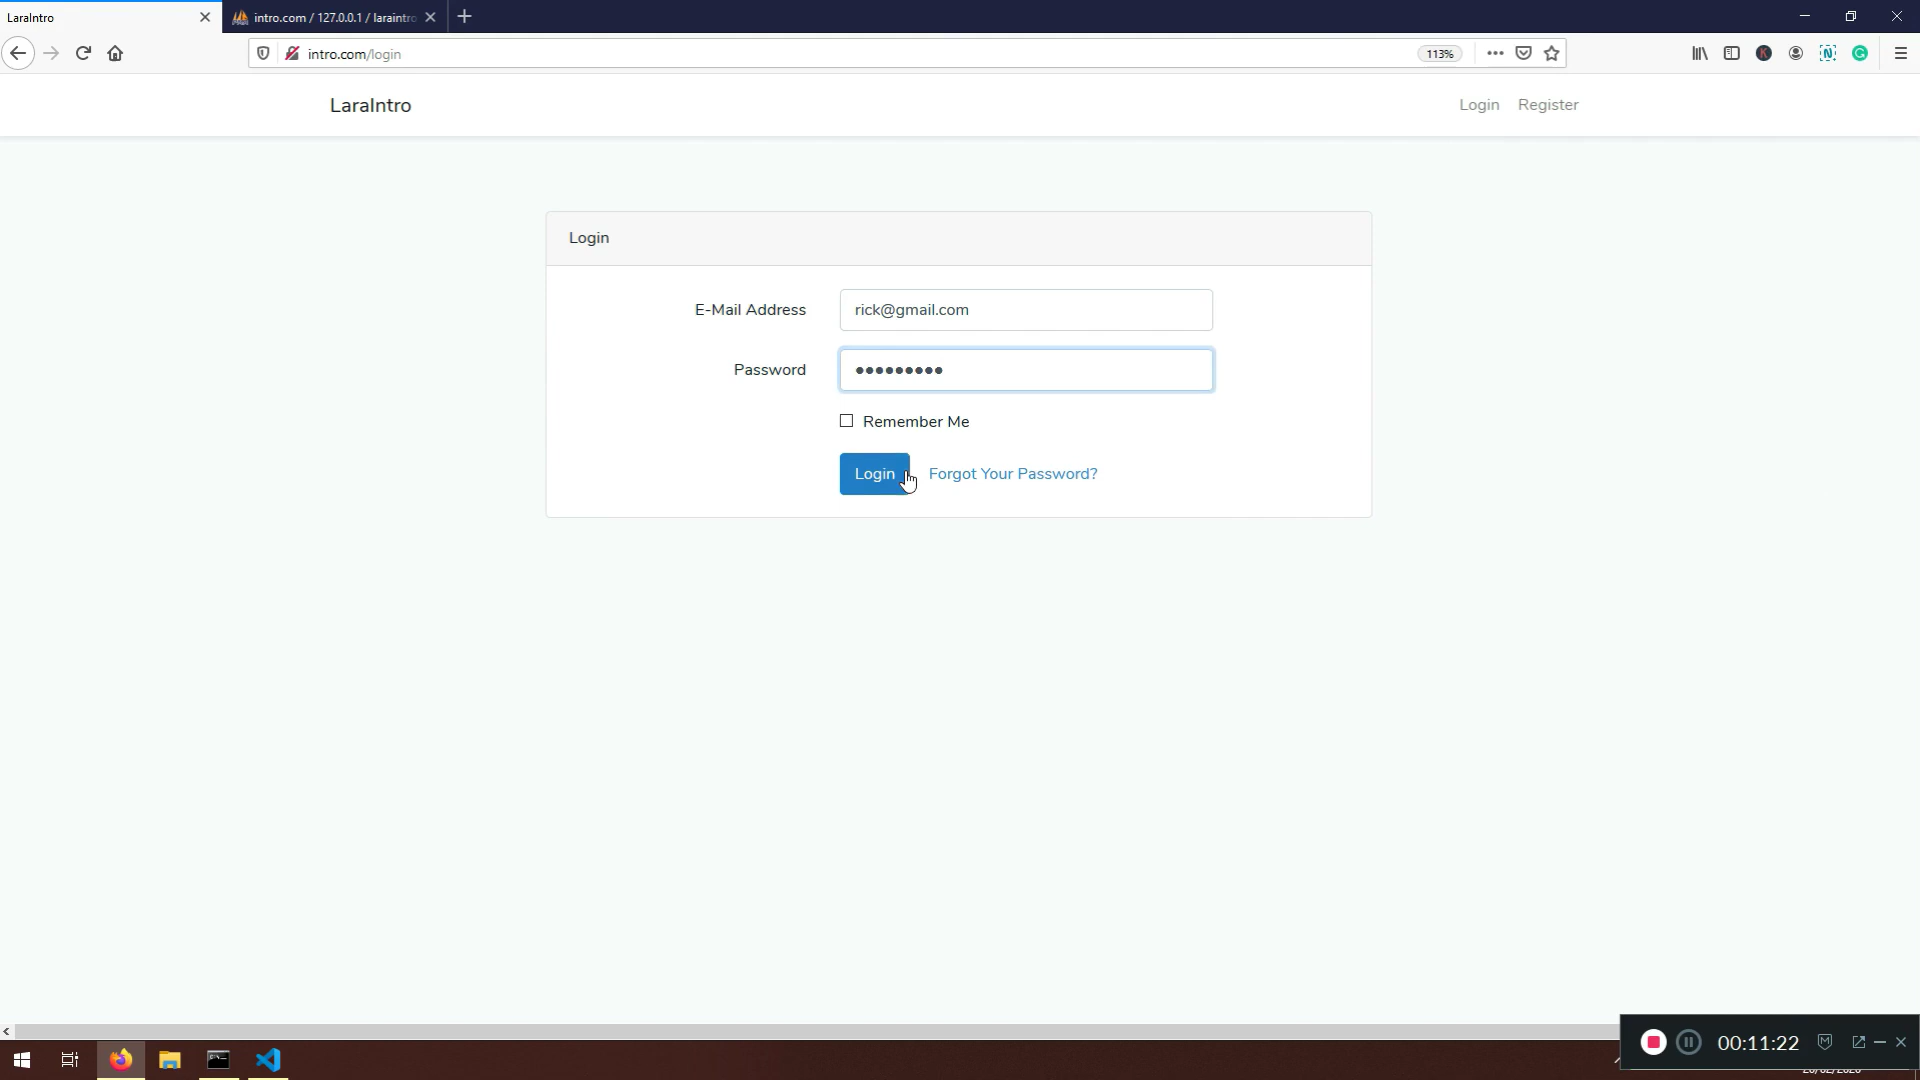 LaraIntro
intro.com / 127.0.0.1 / laraintro
intro.com/login
113%
LaraIntro
Login Register
Login
E-Mail Address rick@gmail.com
Password
Remember Me
Login Forgot Your Password?
00:11:22